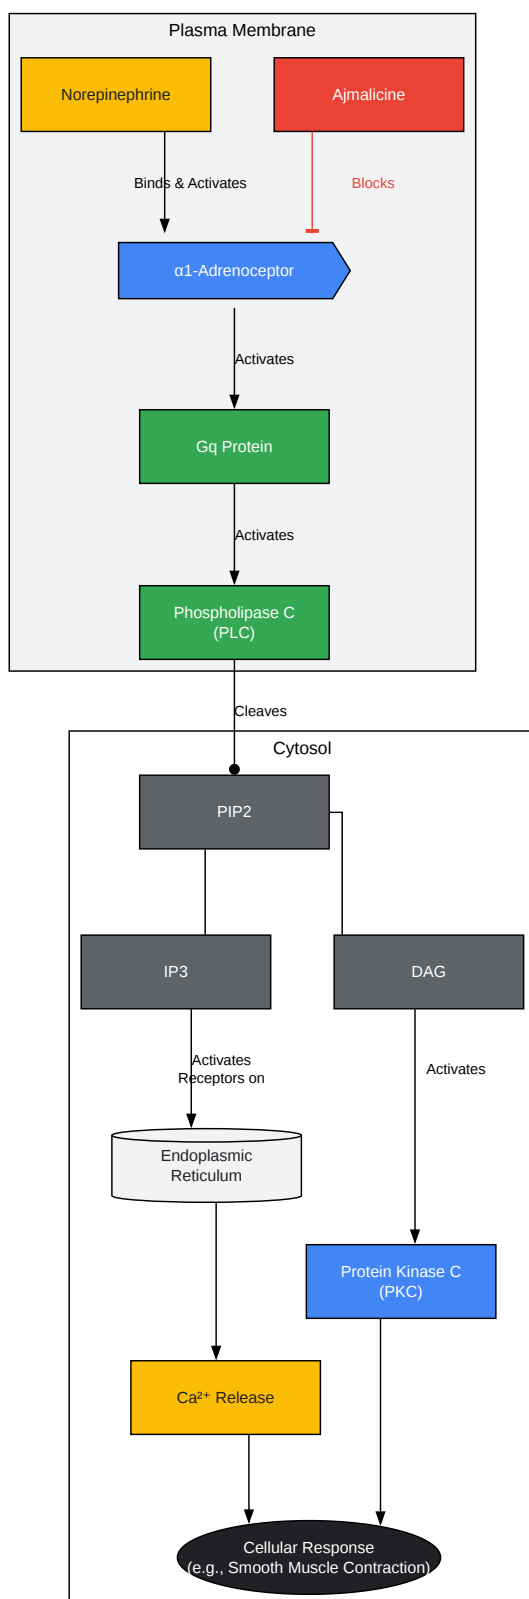 Plasma Membrane
Norepinephrine
Ajmalicine
Binds & Activates
Blocks
α1-Adrenoceptor
Activates
Gq Protein
Activates
Phospholipase C
(PLC)
Cleaves
Cytosol
PIP2
IP3
DAG
Activates
Receptors on
Activates
Endoplasmic
Reticulum
Protein Kinase C
(PKC)
Ca²⁺ Release
Cellular Response
(e.g., Smooth Muscle Contraction)